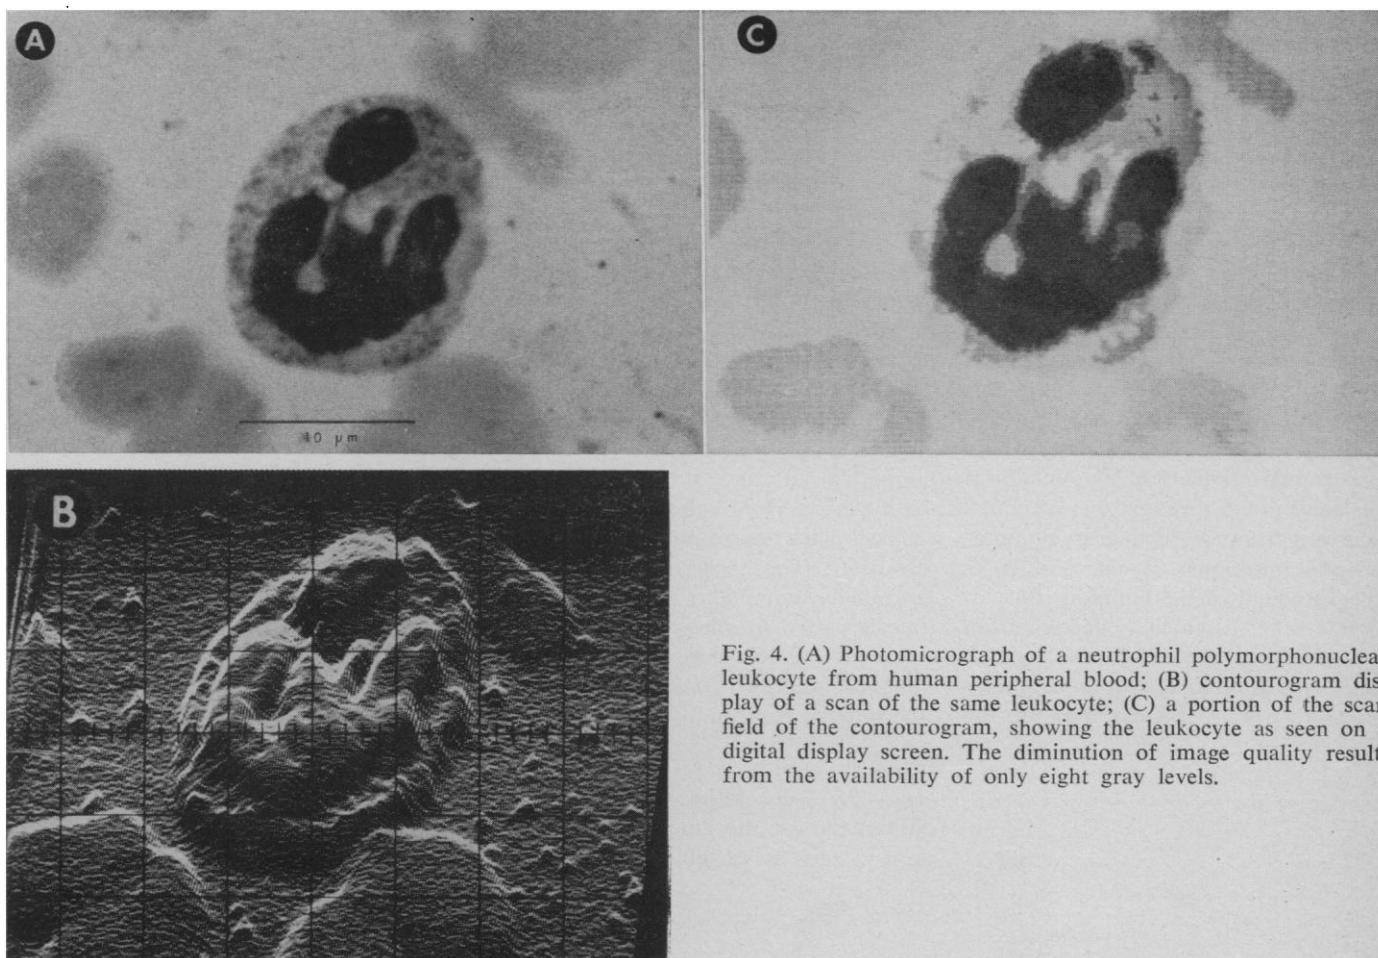 A
C
10 μm
B
Fig. 4. (A) Photomicrograph of a neutrophil polymorphonuclea
leukocyte from human peripheral blood; (B) contourogram dis
play of a scan of the same leukocyte; (C) a portion of the scan
field of the contourogram, showing the leukocyte as seen on
digital display screen. The diminution of image quality result
from the availability of only eight gray levels.